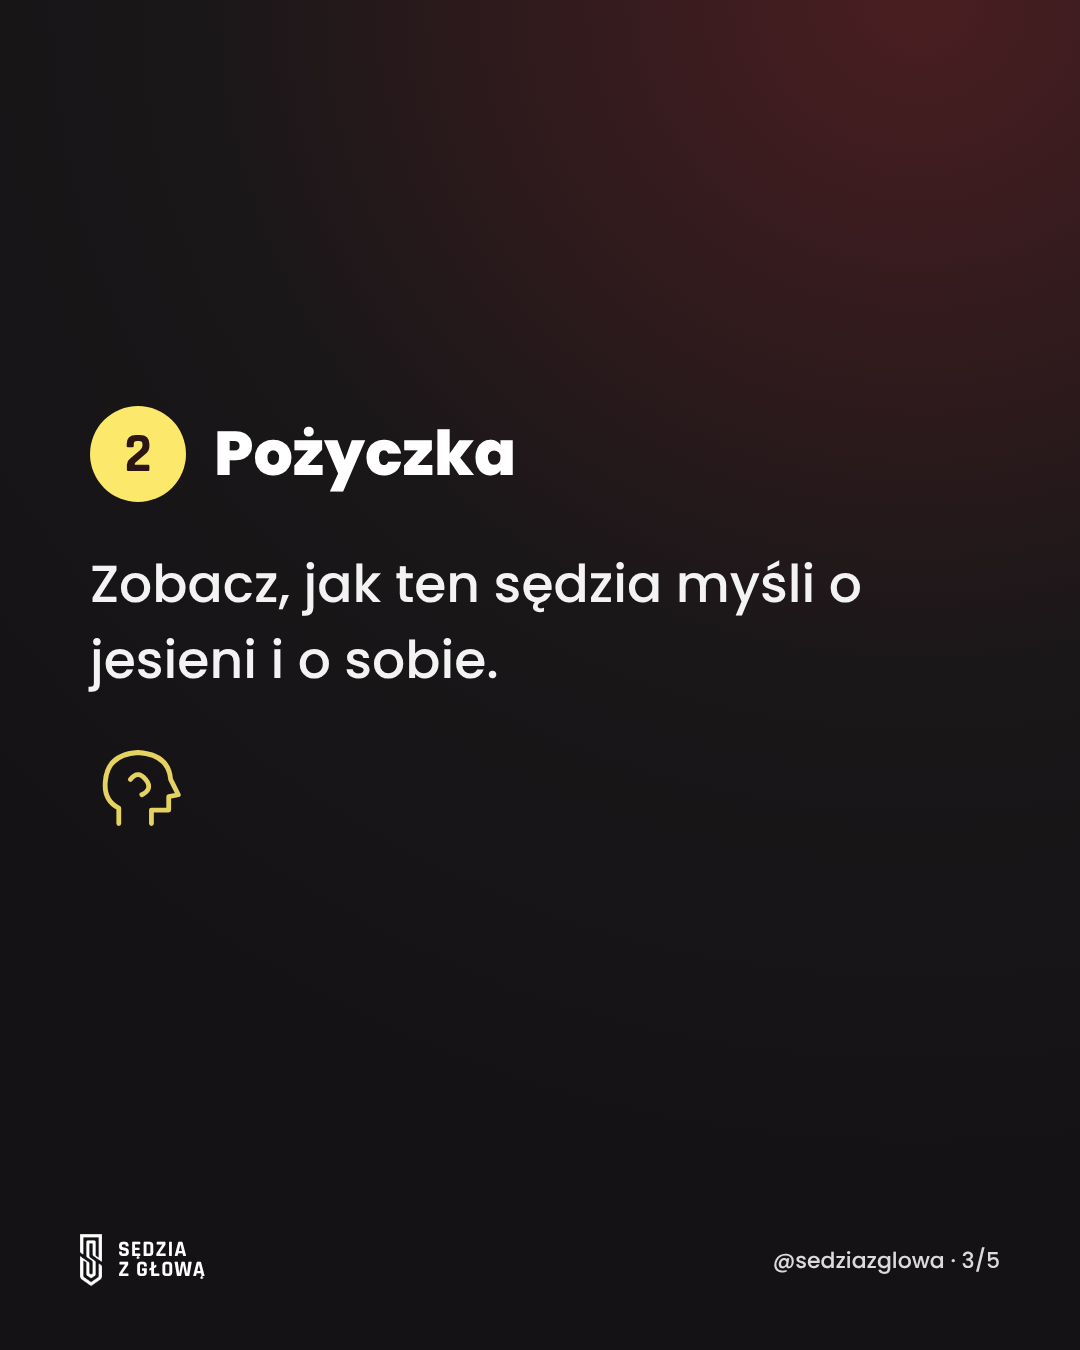 2 Pożyczka
Zobacz, jak ten sędzia myśli o
jesieni i o sobie.
SĘDZIA
Z GŁOWĄ
@sedziazglowa · 3/5